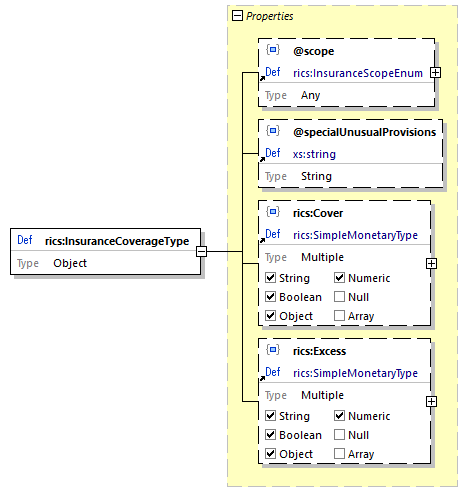 Properties
@scope
Def rics:InsuranceScopeEnum
Type Any
@specialUnusualProvisions
Def xs:string
Type String
Def rics:InsuranceCoverageType
Type Object
rics:Cover
Def rics:SimpleMonetaryType
Type Multiple
String Numeric
Boolean Null
Object Array
rics:Excess
Def rics:SimpleMonetaryType
Type Multiple
String Numeric
Boolean Null
Object Array